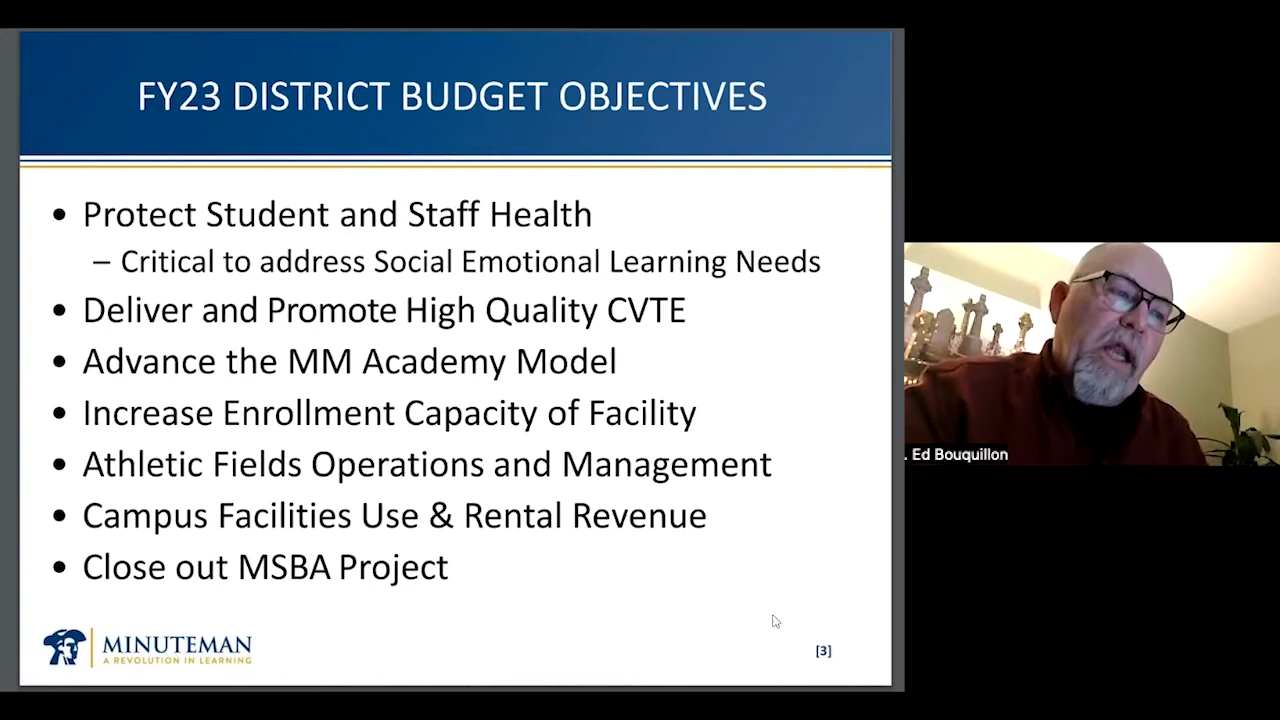 FY23 DISTRICT BUDGET OBJECTIVES
• Protect Student and Staff Health
– Critical to address Social Emotional Learning Needs
• Deliver and Promote High Quality CVTE
• Advance the MM Academy Model
• Increase Enrollment Capacity of Facility
• Athletic Fields Operations and Management
• Campus Facilities Use & Rental Revenue
• Close out MSBA Project
MINUTEMAN
A REVOLUTION IN LEARNING
[3]
. Ed Bouquillon